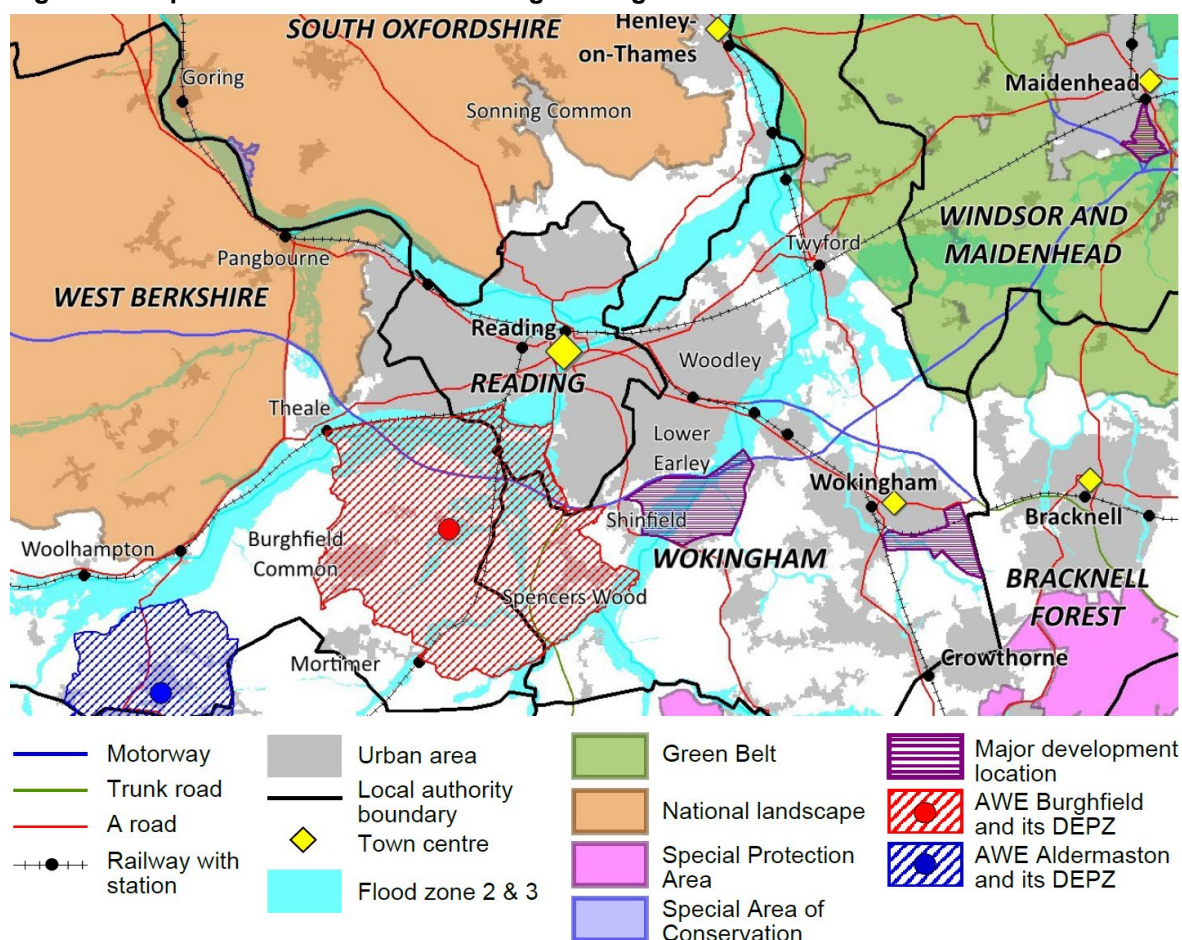 SOUTH OXFORDSHIRE
Henley-
on-Thames
Goring
Sonning Common
Maidenhead
WINDSOR AND
MAIDENHEAD
Twyford
Pangbourne
WEST BERKSHIRE
Reading
READING
Woodley
Theale
Lower
Earley
Wokingham
Bracknell
Shinfield
Woolhampton
Burghfield
Common
WOKINGHAM
BRACKNELL
FOREST
Spencers Wood
Mortimer
Crowthorne
Motorway
Trunk road
A road
Railway with
station
Urban area
Local authority
boundary
Town centre
Flood zone 2 & 3
Green Belt
National landscape
Special Protection
Area
Special Area of
Conservation
Major development
location
AWE Burghfield
and its DEPZ
AWE Aldermaston
and its DEPZ